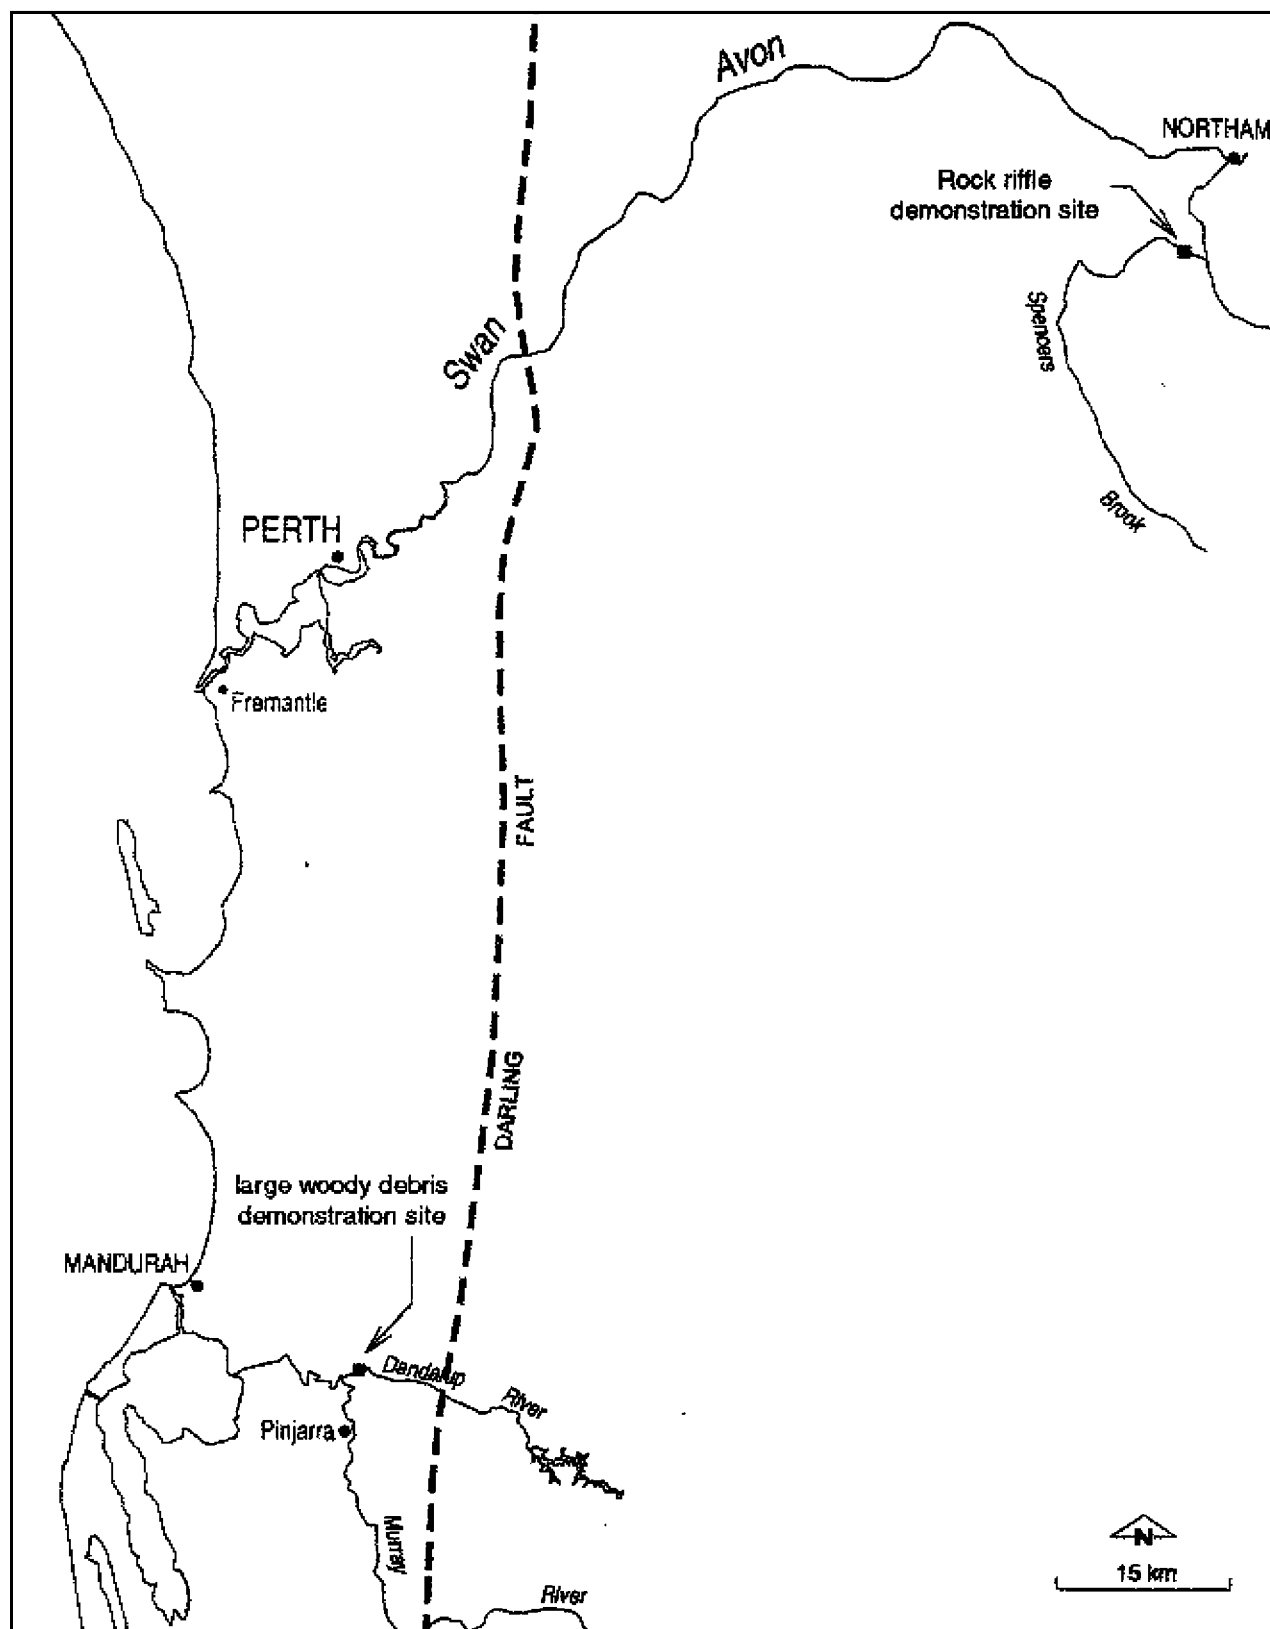 Avon
NORTHAM
Rock riffle
demonstration site
Swan
Spencers
Brook
PERTH
Fremantle
FAULT
DARLING
large woody debris
demonstration site
MANDURAH
Dandalup
River
Pinjarra
Murray
River
N
15 km